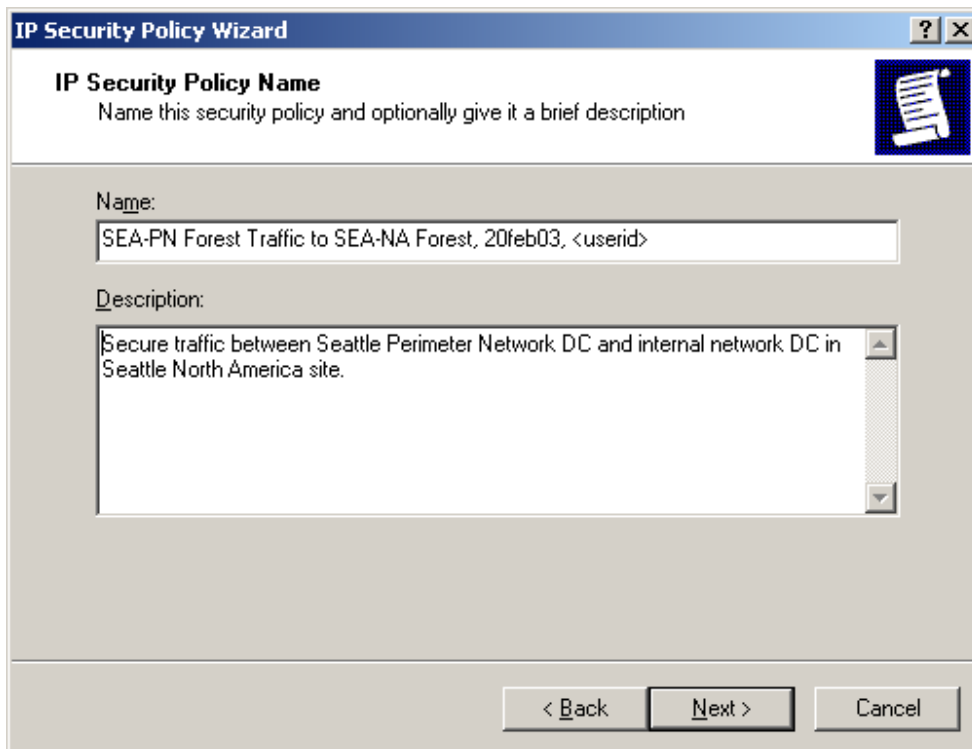 IP Security Policy Wizard
IP Security Policy Name
Name this security policy and optionally give it a brief description
Name:
SEA-PN Forest Traffic to SEA-NA Forest, 20feb03, <userid>
Description:
Secure traffic between Seattle Perimeter Network DC and internal network DC in
Seattle North America site.
< Back
Next >
Cancel